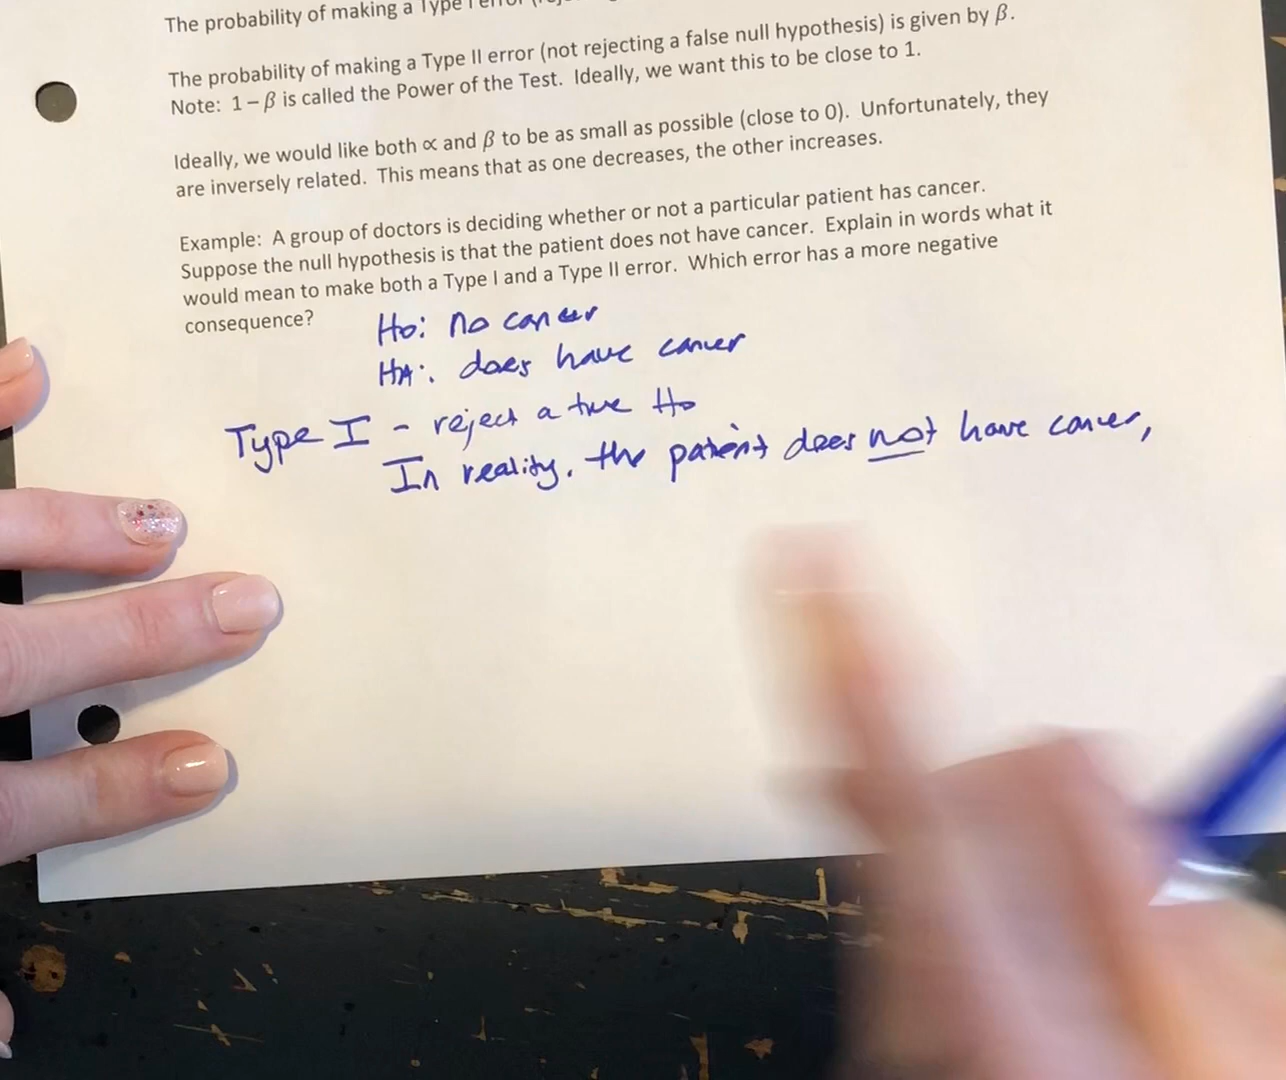 The probability of making a Type I error
The probability of making a Type II error (not rejecting a false null hypothesis) is given by β.
Note: 1 – β is called the Power of the Test. Ideally, we want this to be close to 1.
Ideally, we would like both ∝ and β to be as small as possible (close to 0). Unfortunately, they
are inversely related. This means that as one decreases, the other increases.
Example: A group of doctors is deciding whether or not a particular patient has cancer.
Suppose the null hypothesis is that the patient does not have cancer. Explain in words what it
would mean to make both a Type I and a Type II error. Which error has a more negative
consequence?
Ho: no cancer
HA: does have cancer
Type I - reject a true Ho
In reality, the patient does not have cancer,